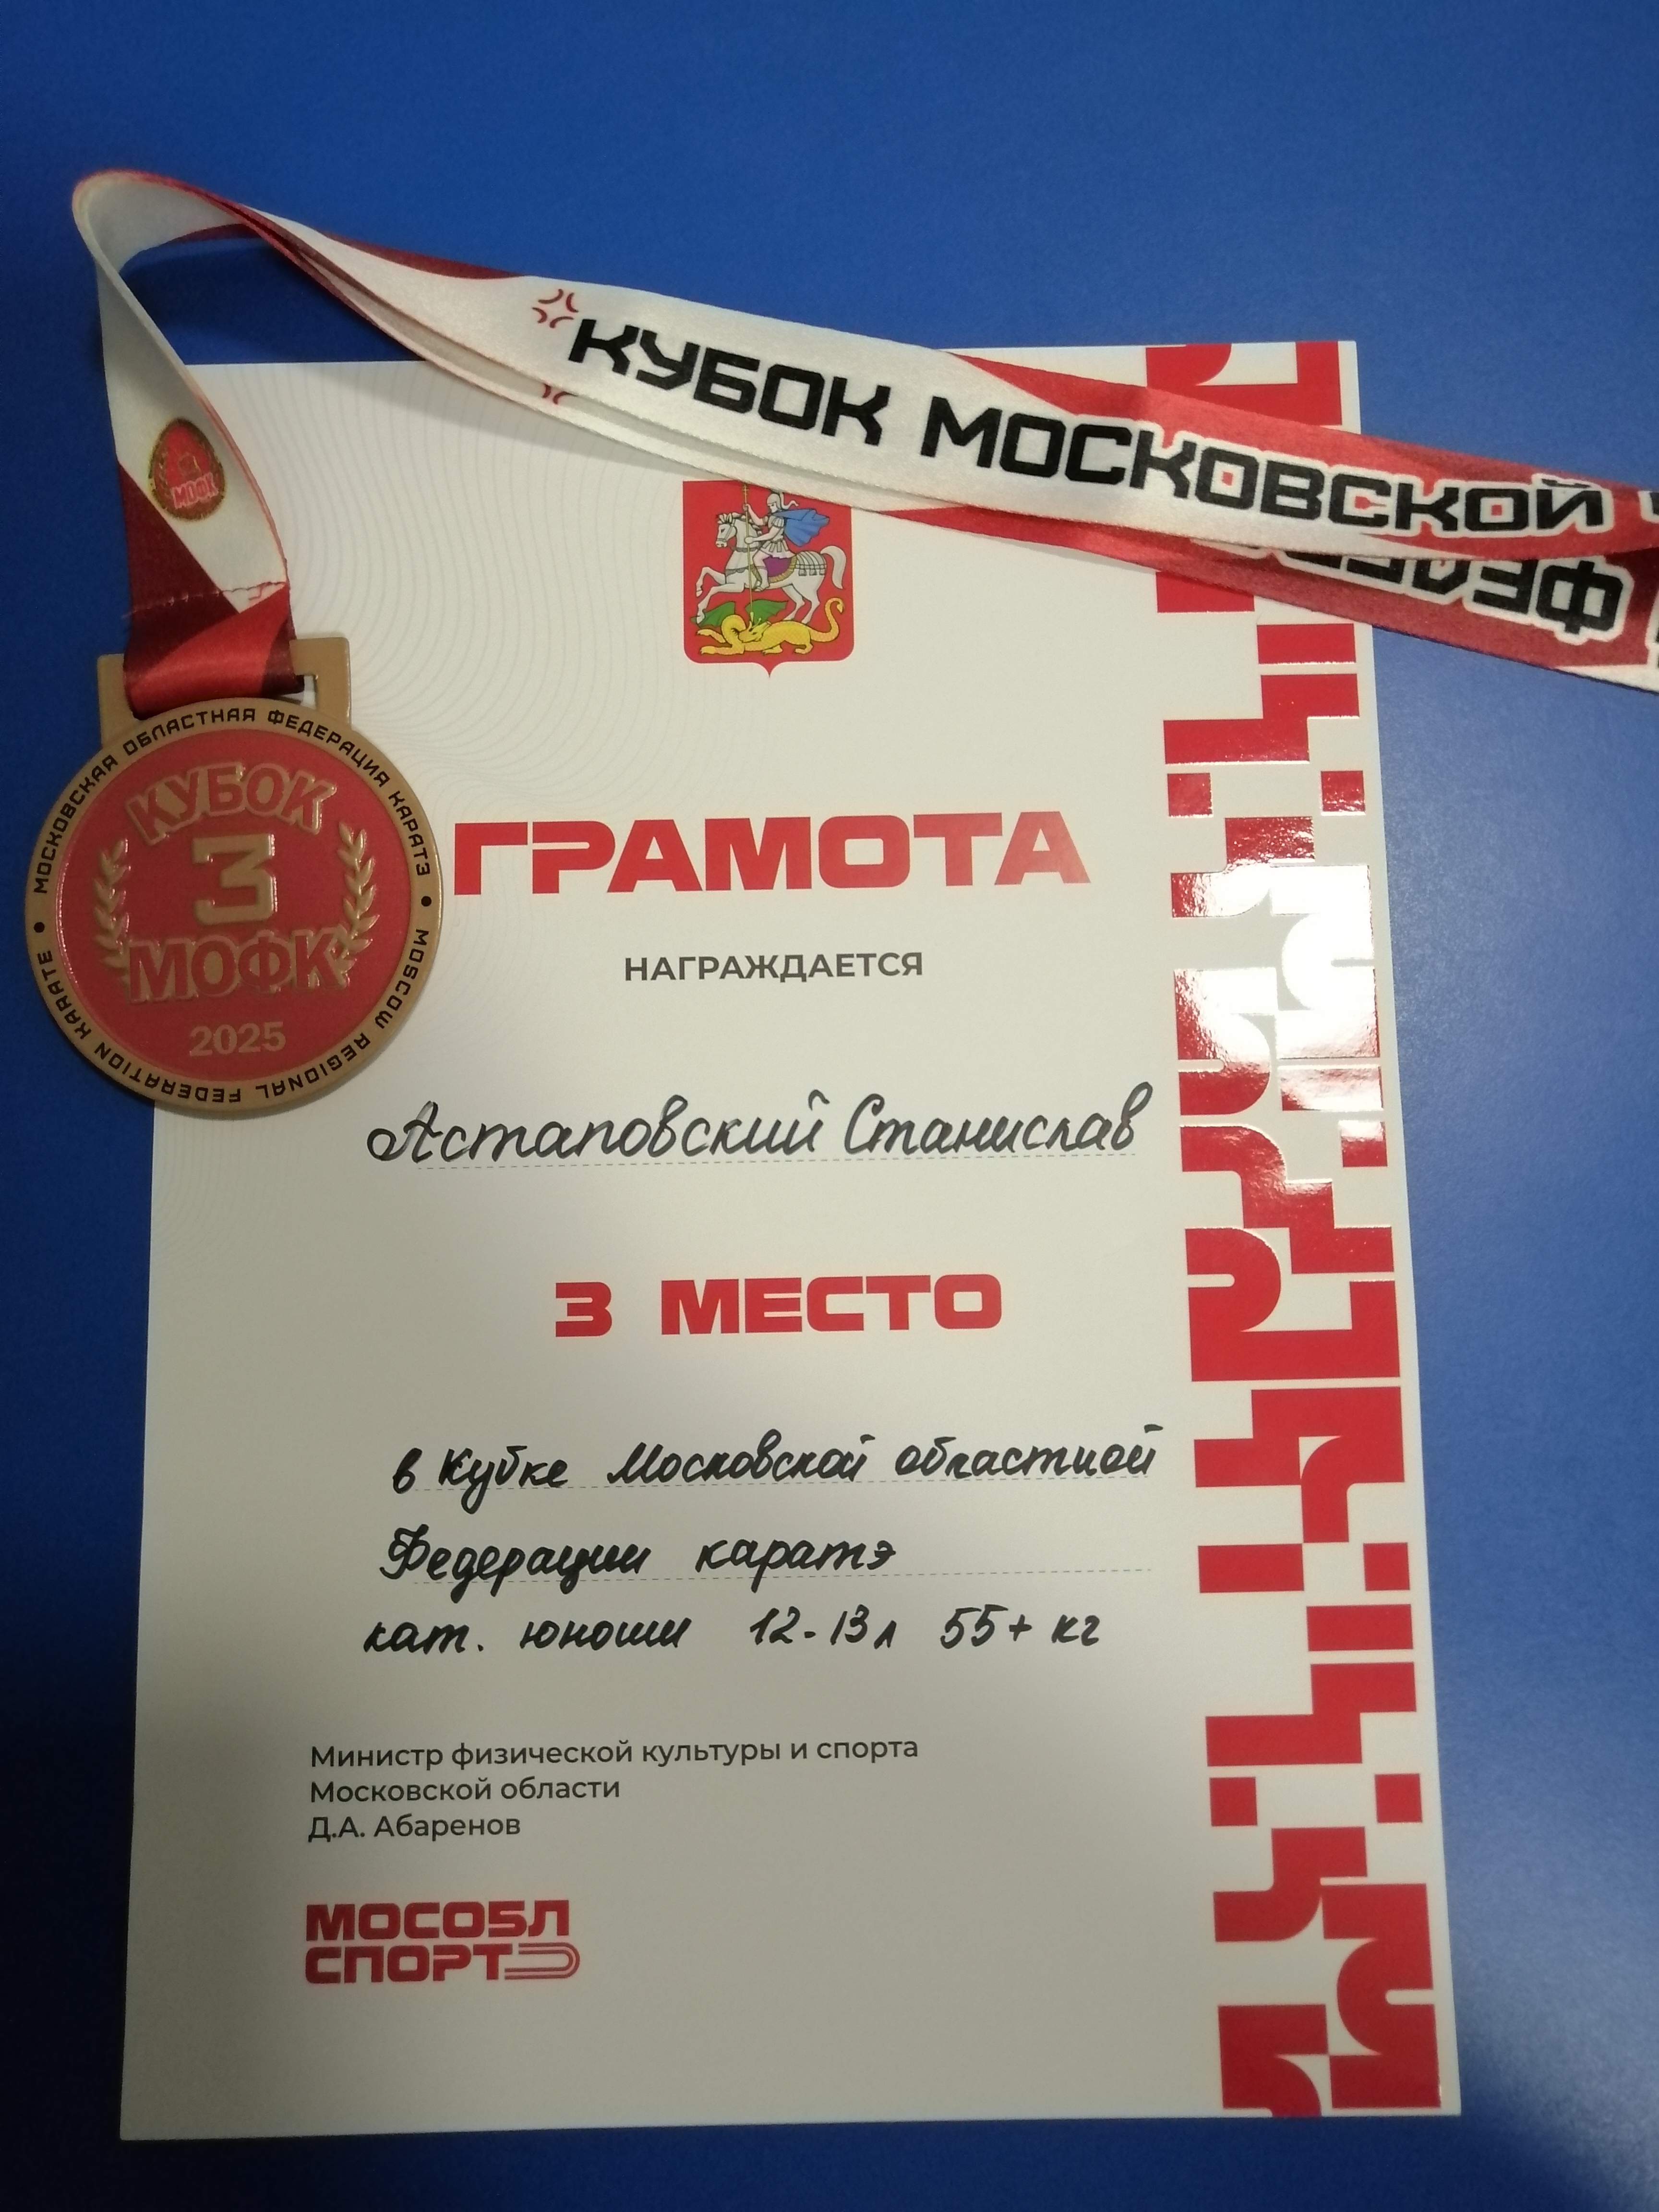 КУБОК МОСКОВСКОЙ
МОФК
МОСКОВСКАЯ ОБЛАСТНАЯ ФЕДЕРАЦИЯ КАРАТЭ • MOSCOW REGIONAL FEDERATION KARATE •
КУБОК
3
МОФК
2025
ГРАМОТА
НАГРАЖДАЕТСЯ
Астаповский Станислав
3 МЕСТО
в Кубке Московской областной
Федерации каратэ
кат. юноши 12-13л 55+ кг
Министр физической культуры и спорта
Московской области
Д.А. Абаренов
МОСОБЛ
СПОРТ